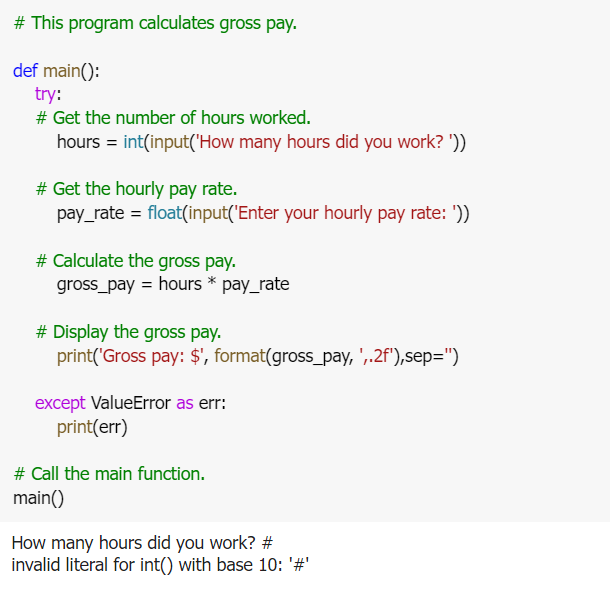 # This program calculates gross pay.
def main():
try:
# Get the number of hours worked.
hours = int(input('How many hours did you work? '))
# Get the hourly pay rate.
pay_rate = float(input('Enter your hourly pay rate: '))
# Calculate the gross pay.
gross_pay = hours * pay_rate
# Display the gross pay.
print('Gross pay: $', format(gross_pay, ',.2f'),sep='')
except ValueError as err:
print(err)
# Call the main function.
main()
How many hours did you work? #
invalid literal for int() with base 10: '#'